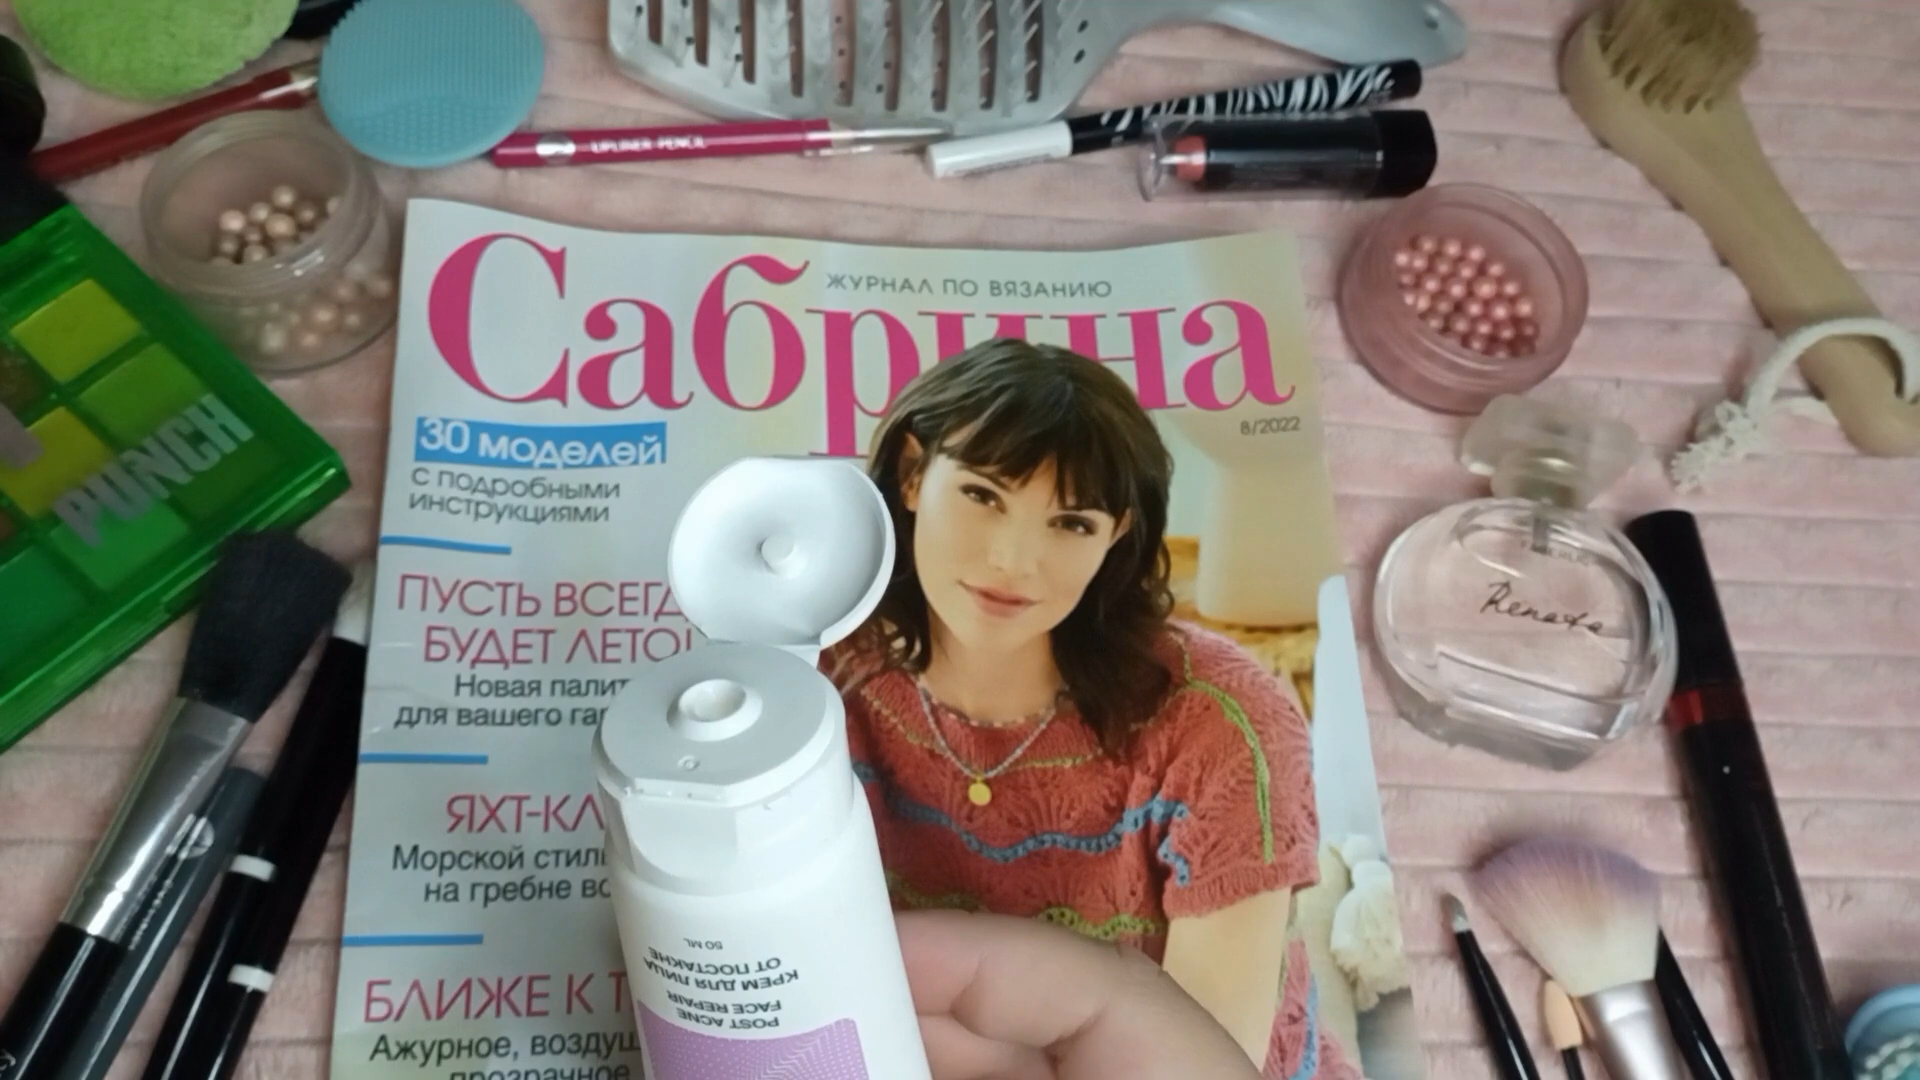 LIPLINER PENCIL
Сабрина
ЖУРНАЛ ПО ВЯЗАНИЮ
8/2022
30 моделей
с подробными
инструкциями
ПУСТЬ ВСЕГД
БУДЕТ ЛЕТО!
Новая палит
для вашего гар
ЯХТ-КЛ
Морской стиль
на гребне во
БЛИЖЕ К Т
Ажурное, воздуш
прозрачное
PUNCH
Renata
POST ACNE
FACE REPAIR
КРЕМ ДЛЯ ЛИЦА
ОТ ПОСТАКНЕ
50 ML